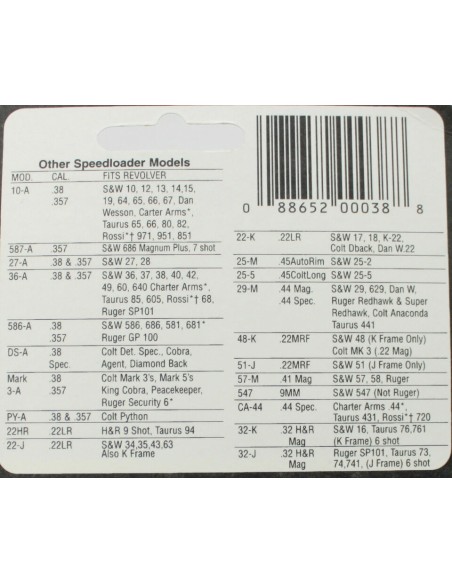 Other Speedloader Models
MOD. CAL. FITS REVOLVER
10-A .38 S&W 10, 12, 13, 14,15,
.357 19, 64, 65, 66, 67, Dan
Wesson, Carter Arms*,
Taurus 65, 66, 80, 82,
Rossi*† 971, 951, 851
587-A .357 S&W 686 Magnum Plus, 7 shot
27-A .38 & .357 S&W 27, 28
36-A .38 & .357 S&W 36, 37, 38, 40, 42,
49, 60, 640 Charter Arms*,
Taurus 85, 605, Rossi*† 68,
Ruger SP101
586-A .38 S&W 586, 686, 581, 681*
.357 Ruger GP 100
DS-A .38 Colt Det. Spec., Cobra,
Spec. Agent, Diamond Back
Mark .38 Colt Mark 3's, Mark 5's
3-A .357 King Cobra, Peacekeeper,
Ruger Security 6*
PY-A .38 & .357 Colt Python
22HR .22LR H&R 9 Shot, Taurus 94
22-J .22LR S&W 34,35,43,63
Also K Frame
0 88652 00038 8
22-K .22LR S&W 17, 18, K-22,
Colt Dback, Dan W.22
25-M .45AutoRim S&W 25-2
25-5 .45ColtLong S&W 25-5
29-M .44 Mag. S&W 29, 629, Dan W,
.44 Spec. Ruger Redhawk & Super
Redhawk, Colt Anaconda
Taurus 441
48-K .22MRF S&W 48 (K Frame Only)
Colt MK 3 (.22 Mag)
51-J .22MRF S&W 51 (J Frame Only)
57-M .41 Mag S&W 57, 58, Ruger
547 9MM S&W 547 (Not Ruger)
CA-44 .44 Spec. Charter Arms .44*,
Taurus 431, Rossi*† 720
32-K .32 H&R S&W 16, Taurus 76,761
Mag (K Frame) 6 shot
32-J .32 H&R Ruger SP101, Taurus 73,
Mag 74,741, (J Frame) 6 shot